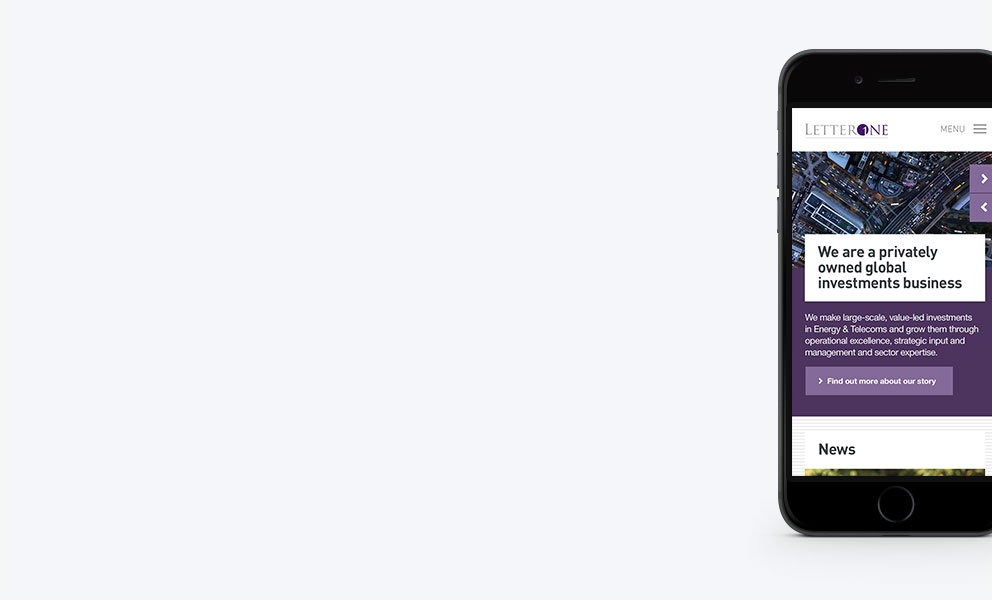 LETTERONE
MENU
We are a privately
owned global
investments business
We make large-scale, value-led investments
in Energy & Telecoms and grow them through
operational excellence, strategic input and
management and sector expertise.
Find out more about our story
News